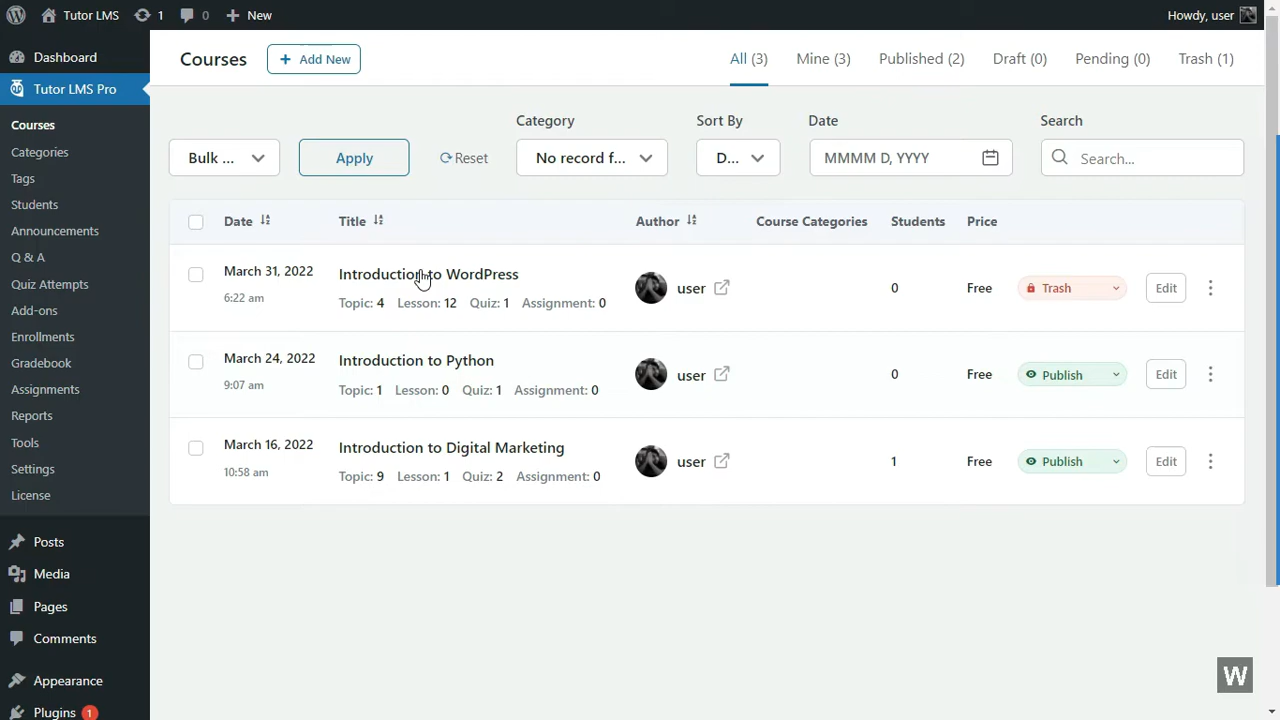 Tutor LMS 1 0 New Howdy, user
Dashboard
Tutor LMS Pro
Courses
Categories
Tags
Students
Announcements
Q & A
Quiz Attempts
Add-ons
Enrollments
Gradebook
Assignments
Reports
Tools
Settings
License
Posts
Media
Pages
Comments
Appearance
Plugins 1
Courses + Add New All (3) Mine (3) Published (2) Draft (0) Pending (0) Trash (1)
Category Sort By Date Search
Bulk ... Apply Reset No record f... D... MMMM D, YYYY Search...
Date Title Author Course Categories Students Price
March 31, 2022 Introduction to WordPress
6:22 am Topic: 4 Lesson: 12 Quiz: 1 Assignment: 0 user 0 Free Trash Edit
March 24, 2022 Introduction to Python
9:07 am Topic: 1 Lesson: 0 Quiz: 1 Assignment: 0 user 0 Free Publish Edit
March 16, 2022 Introduction to Digital Marketing
10:58 am Topic: 9 Lesson: 1 Quiz: 2 Assignment: 0 user 1 Free Publish Edit
W